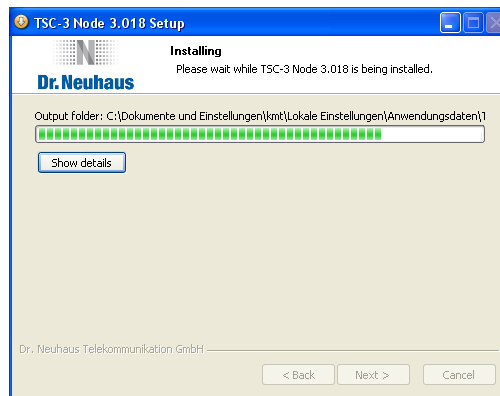 TSC-3 Node 3.018 Setup
N
Dr. Neuhaus
Installing
Please wait while TSC-3 Node 3.018 is being installed.
Output folder: C:\Dokumente und Einstellungen\kmt\Lokale Einstellungen\Anwendungsdaten\
Show details
Dr. Neuhaus Telekommunikation GmbH
< Back
Next >
Cancel